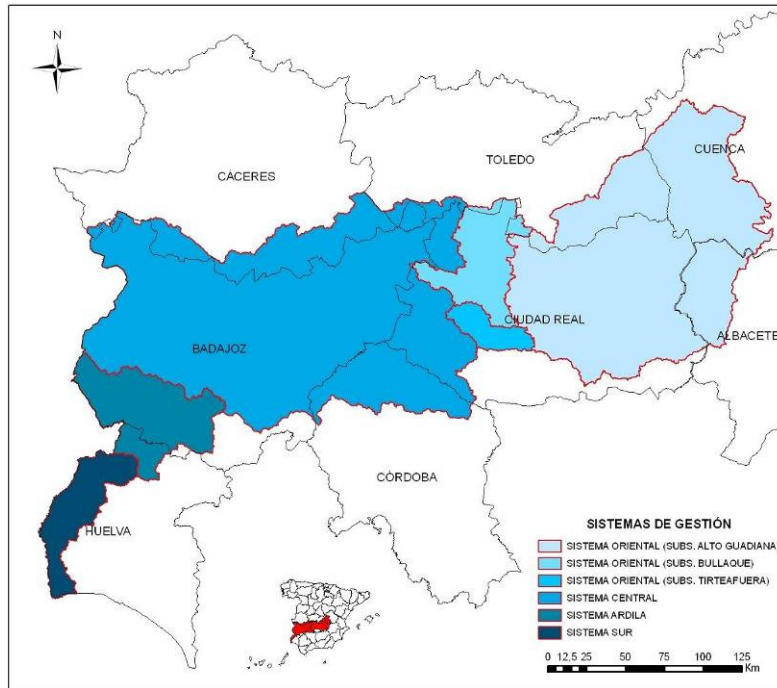 N
CUENCA
TOLEDO
CÁCERES
CIUDAD REAL
ALBACETE
BADAJOZ
CÓRDOBA
HUELVA
SISTEMAS DE GESTIÓN
SISTEMA ORIENTAL (SUBS. ALTO GUADIANA)
SISTEMA ORIENTAL (SUBS. BULLAQUE)
SISTEMA ORIENTAL (SUBS. TIRTEAFUERA)
SISTEMA CENTRAL
SISTEMA ARDILA
SISTEMA SUR
0 12,5 25 50 75 100 125
Km